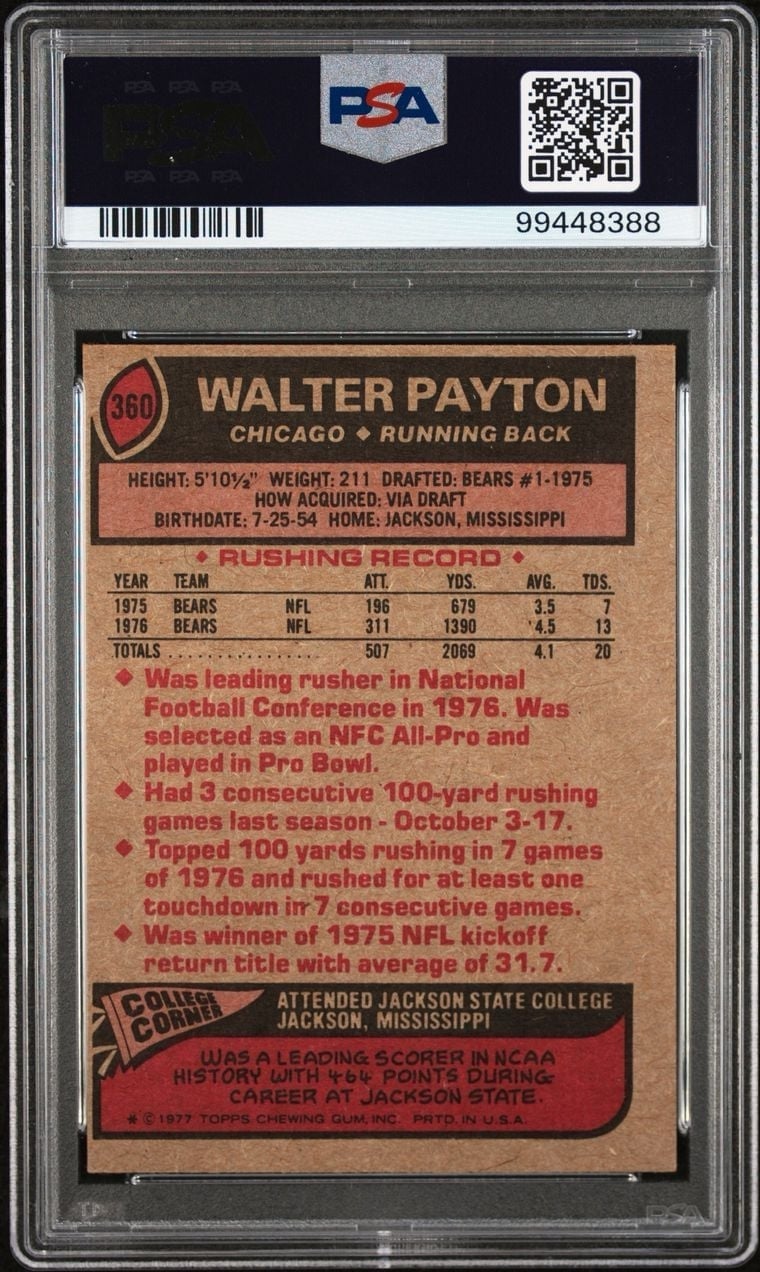 PSA PSA PSA
PSA
PSA
PSA PSA PSA
99448388
360
WALTER PAYTON
CHICAGO ♦ RUNNING BACK
HEIGHT: 5'10½" WEIGHT: 211 DRAFTED: BEARS #1-1975
HOW ACQUIRED: VIA DRAFT
BIRTHDATE: 7-25-54 HOME: JACKSON, MISSISSIPPI
♦ RUSHING RECORD ♦
YEAR TEAM ATT. YDS. AVG. TDS.
1975 BEARS NFL 196 679 3.5 7
1976 BEARS NFL 311 1390 4.5 13
TOTALS ................ 507 2069 4.1 20
♦ Was leading rusher in National
Football Conference in 1976. Was
selected as an NFC All-Pro and
played in Pro Bowl.
♦ Had 3 consecutive 100-yard rushing
games last season - October 3-17.
♦ Topped 100 yards rushing in 7 games
of 1976 and rushed for at least one
touchdown in 7 consecutive games.
♦ Was winner of 1975 NFL kickoff
return title with average of 31.7.
COLLEGE
CORNER
ATTENDED JACKSON STATE COLLEGE
JACKSON, MISSISSIPPI
WAS A LEADING SCORER IN NCAA
HISTORY WITH 464 POINTS DURING
CAREER AT JACKSON STATE.
* © 1977 TOPPS CHEWING GUM, INC. PRTD. IN U.S.A.
PSA